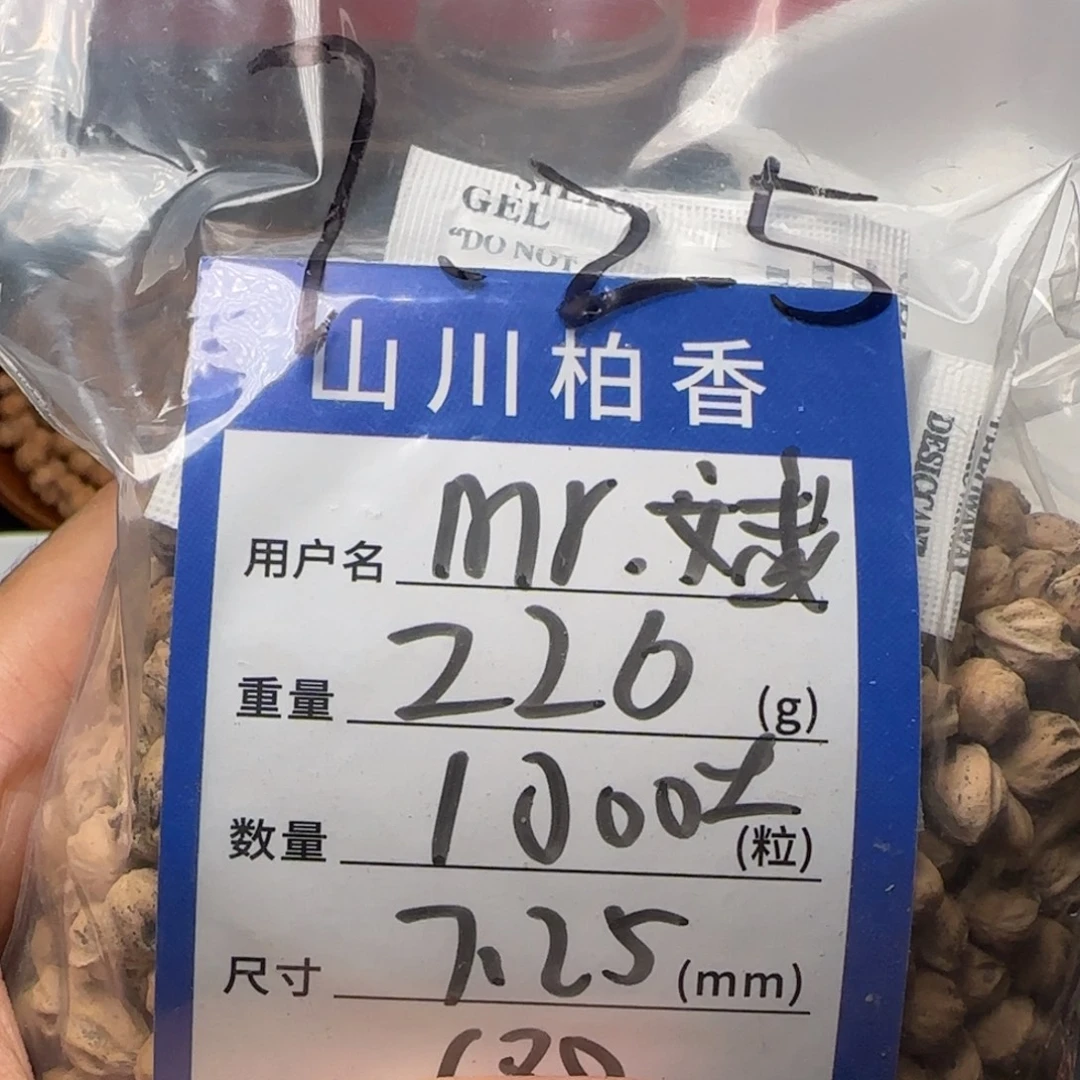 7.25
GEL
"DO NOT
DESICCANT
山川柏香
用户名 mr.
重量 226 (g)
数量 1000 (粒)
尺寸 7.25 (mm)